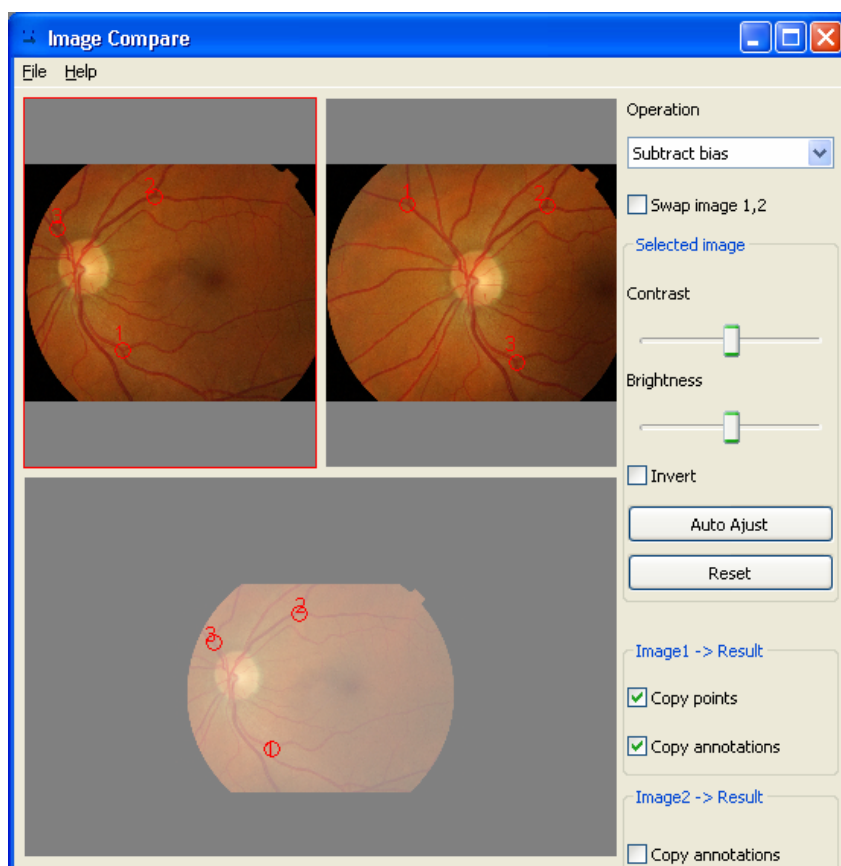 Image Compare
File Help
Operation
Subtract bias
Swap image 1,2
Selected image
Contrast
Brightness
Invert
Auto Ajust
Reset
Image1 -> Result
Copy points
Copy annotations
Image2 -> Result
Copy annotations
3
2
1
1
2
3
3
2
1